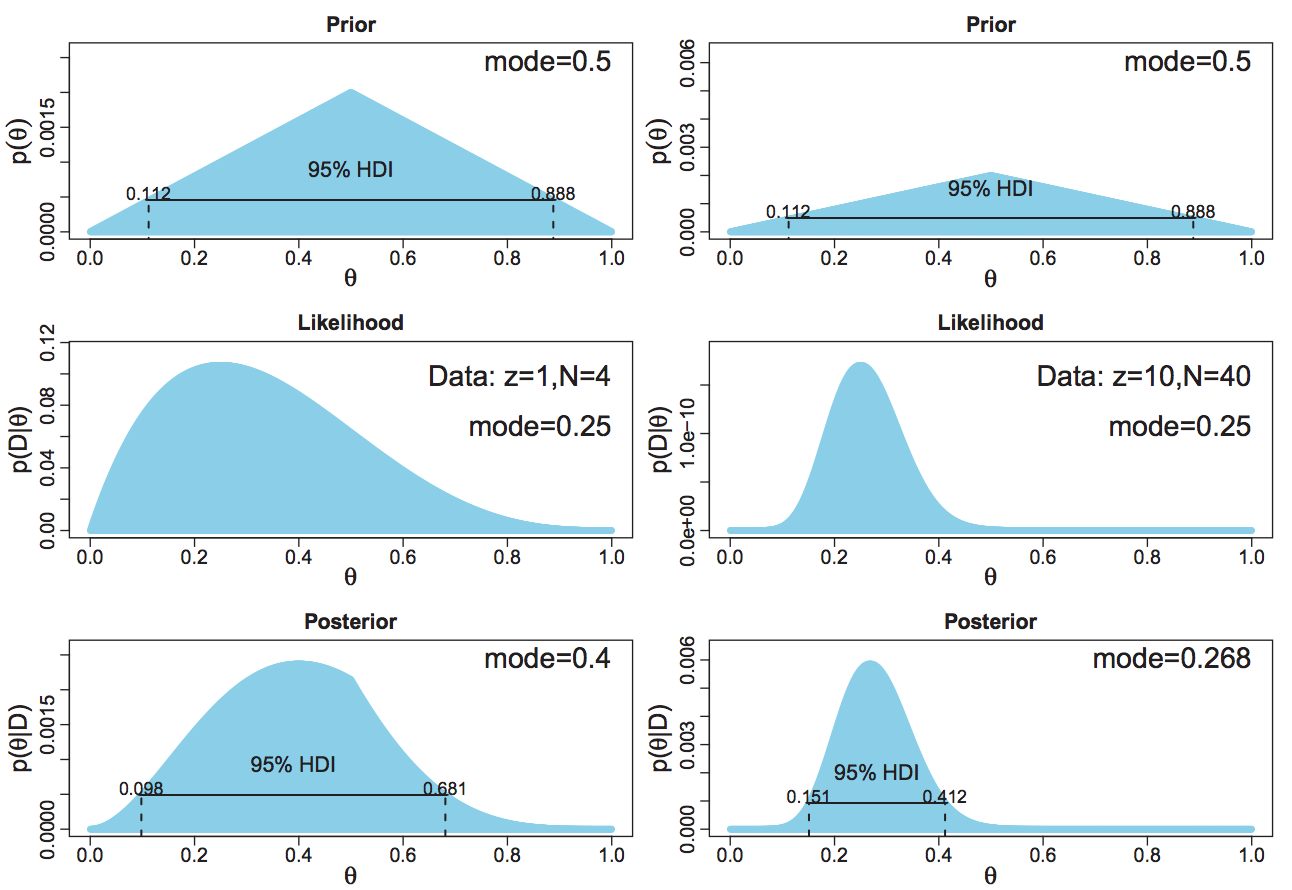 Prior
mode=0.5
p(θ)
0.0000 0.0015
95% HDI
0.112 0.888
0.0 0.2 0.4 0.6 0.8 1.0
θ
Prior
mode=0.5
p(θ)
0.000 0.003 0.006
95% HDI
0.112 0.888
0.0 0.2 0.4 0.6 0.8 1.0
θ
Likelihood
Data: z=1,N=4
mode=0.25
p(D|θ)
0.00 0.04 0.08 0.12
0.0 0.2 0.4 0.6 0.8 1.0
θ
Likelihood
Data: z=10,N=40
mode=0.25
p(D|θ)
0.0e+00 1.0e−10
0.0 0.2 0.4 0.6 0.8 1.0
θ
Posterior
mode=0.4
p(θ|D)
0.0000 0.0015
95% HDI
0.098 0.681
0.0 0.2 0.4 0.6 0.8 1.0
θ
Posterior
mode=0.268
p(θ|D)
0.000 0.003 0.006
95% HDI
0.151 0.412
0.0 0.2 0.4 0.6 0.8 1.0
θ